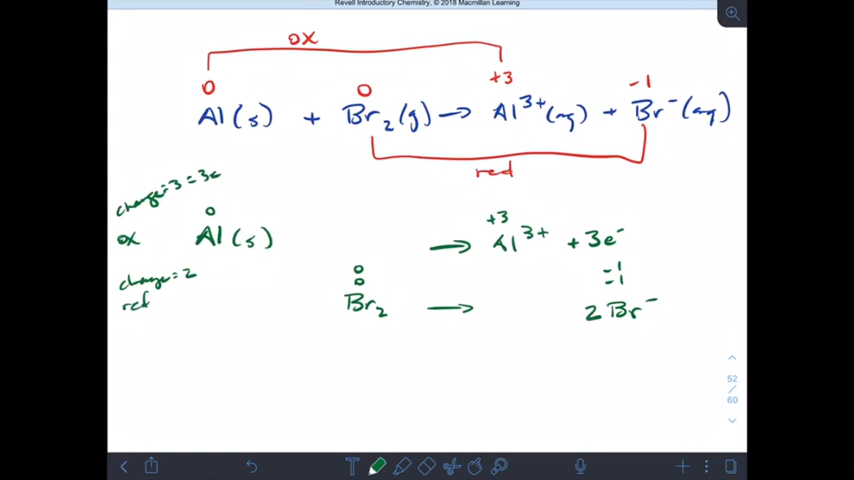 Revell Introductory Chemistry, © 2018 Macmillan Learning
ox
0 0 +3 -1
Al(s) + Br₂(g) → Al³⁺(aq) + Br⁻(aq)
red
change=3=3e
0 +3
ox Al(s) → Al³⁺ + 3e⁻
change=2
0 -1
0 -1
red Br₂ → 2Br⁻
52
/
60